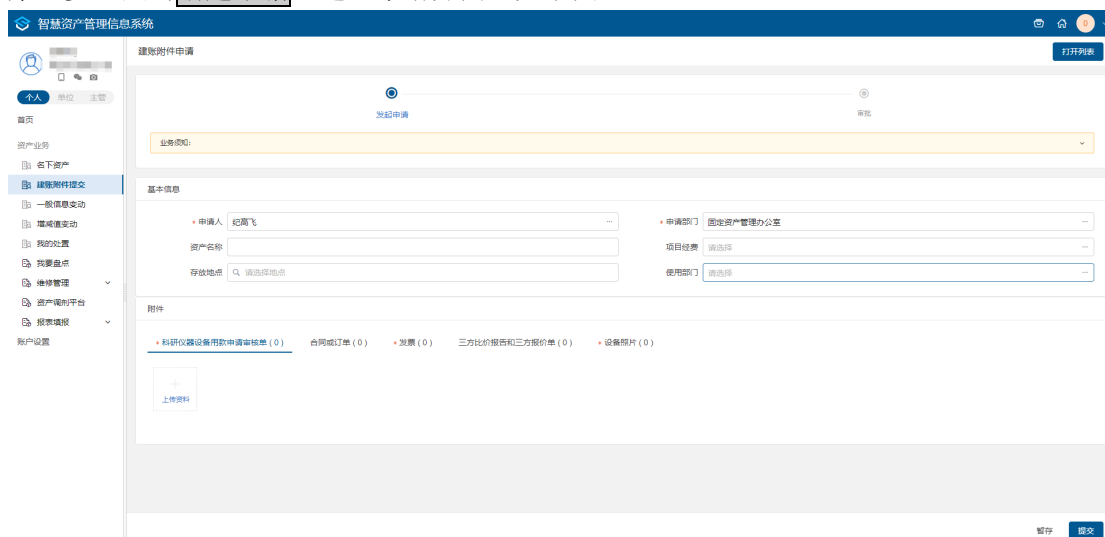 智慧资产管理信息系统
0
建账附件申请
打开列表
个人 单位 主管
首页
资产业务
名下资产
建账附件提交
一般信息变动
增减值变动
我的处置
我要盘点
维修管理
资产调剂平台
报表填报
账户设置
发起申请
审批
业务须知:
基本信息
* 申请人 纪高飞
* 申请部门 固定资产管理办公室
资产名称
项目经费 请选择
存放地点 请选择地点
使用部门 请选择
附件
* 科研仪器设备用款申请审核单 ( 0 ) 合同或订单 ( 0 ) * 发票 ( 0 ) 三方比价报告和三方报价单 ( 0 ) * 设备照片 ( 0 )
上传资料
暂存 提交